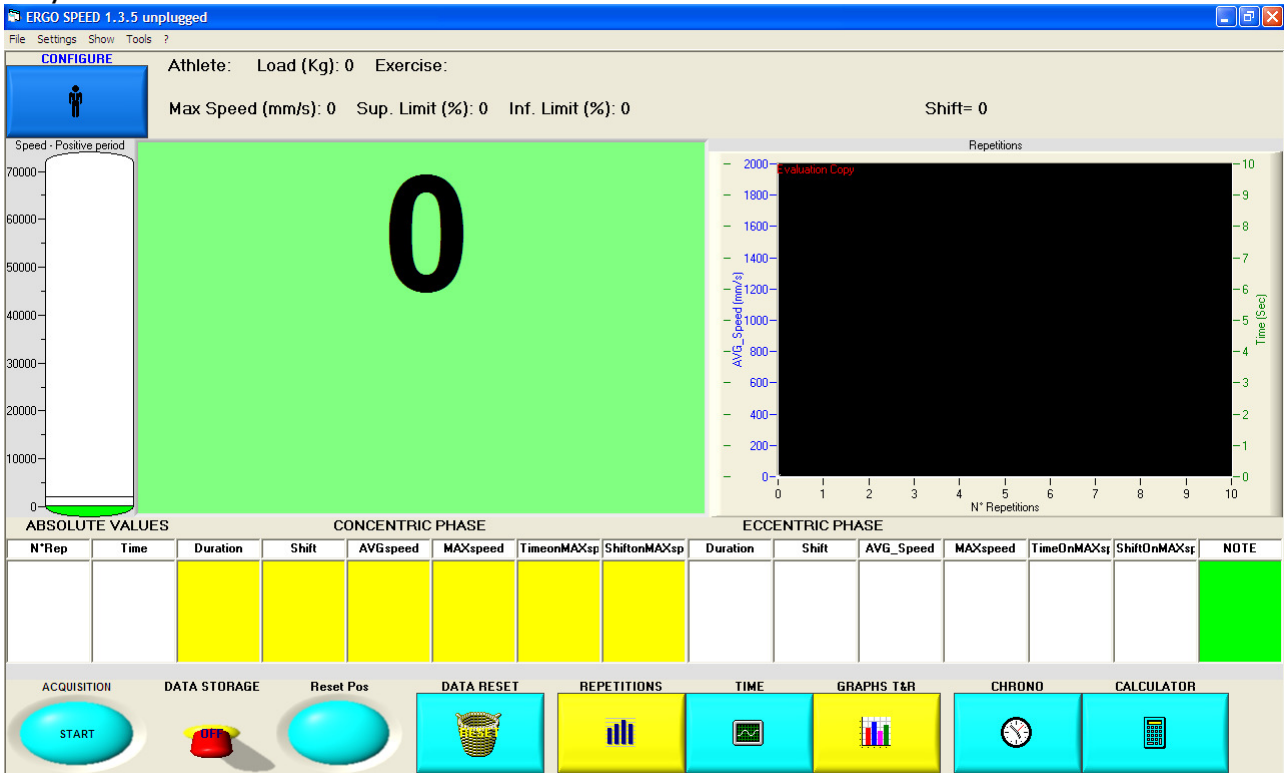 ERGO SPEED 1.3.5 unplugged
File Settings Show Tools ?
CONFIGURE
Athlete: Load (Kg): 0 Exercise:
Max Speed (mm/s): 0 Sup. Limit (%): 0 Inf. Limit (%): 0 Shift= 0
Speed - Positive period
70000
60000
50000
40000
30000
20000
10000
0
0
Repetitions
Evaluation Copy
2000
1800
1600
1400
1200
1000
800
600
400
200
0
AVG_Speed (mm/s)
10
9
8
7
6
5
4
3
2
1
0
Time (Sec)
0 1 2 3 4 5 6 7 8 9 10
N° Repetitions
ABSOLUTE VALUES CONCENTRIC PHASE ECCENTRIC PHASE
N°Rep Time Duration Shift AVGspeed MAXspeed TimeonMAXsp ShiftonMAXsp Duration Shift AVG_Speed MAXspeed TimeOnMAXsp ShiftOnMAXsp NOTE
ACQUISITION DATA STORAGE Reset Pos DATA RESET REPETITIONS TIME GRAPHS T&R CHRONO CALCULATOR
START OFF RESET